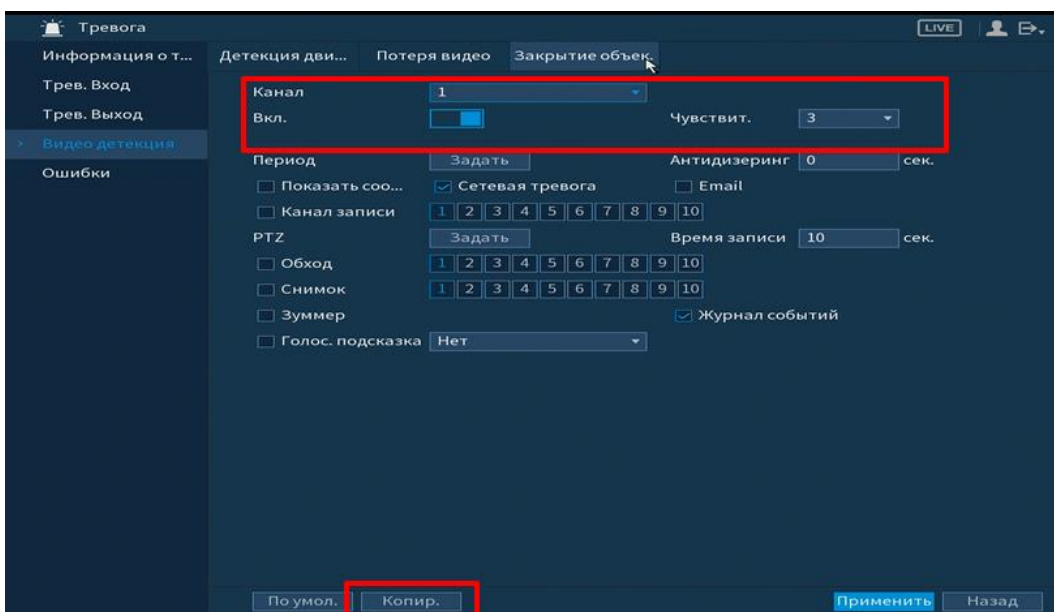 Тревога LIVE
Информация о т... Детекция дви... Потеря видео Закрытие объек.
Трев. Вход Канал 1
Трев. Выход Вкл. Чувствит. 3
Видео детекция
Период Задать Антидизеринг 0 сек.
Ошибки
Показать соо... Сетевая тревога Email
Канал записи 1 2 3 4 5 6 7 8 9 10
PTZ Задать Время записи 10 сек.
Обход 1 2 3 4 5 6 7 8 9 10
Снимок 1 2 3 4 5 6 7 8 9 10
Зуммер Журнал событий
Голос. подсказка Нет
По умол. Копир. Применить Назад